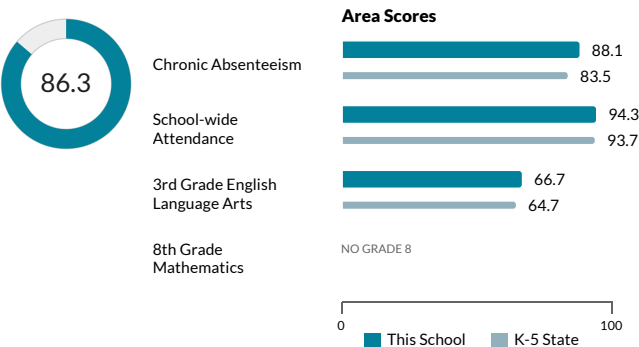 86.3
Area Scores
Chronic Absenteeism
88.1
83.5
School-wide
Attendance
94.3
93.7
3rd Grade English
Language Arts
66.7
64.7
8th Grade
Mathematics
NO GRADE 8
0
100
This School
K-5 State